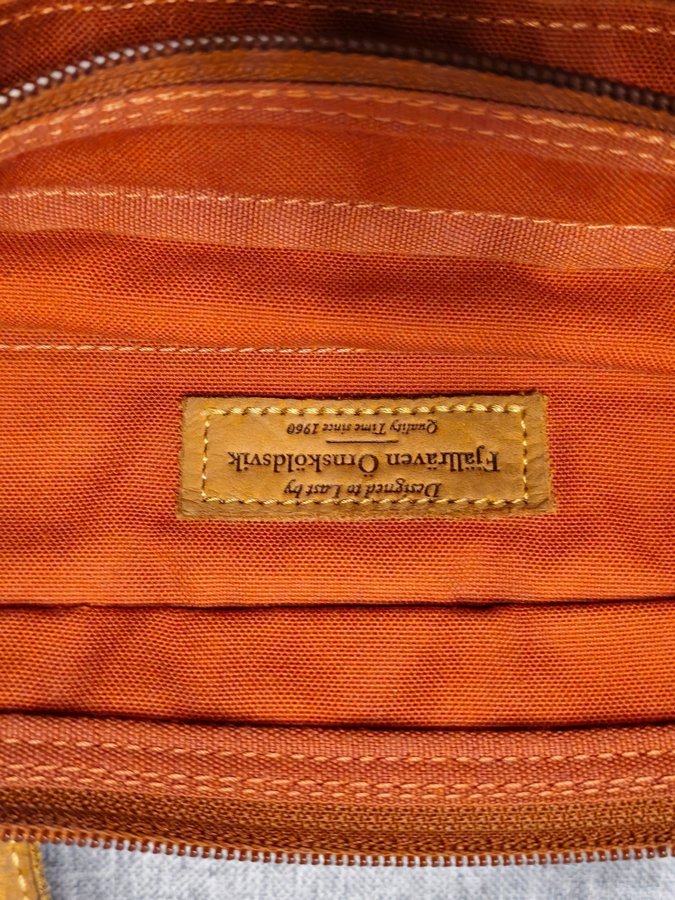 Designed to Last by
Fjällräven Örnsköldsvik
Quality Time since 1960